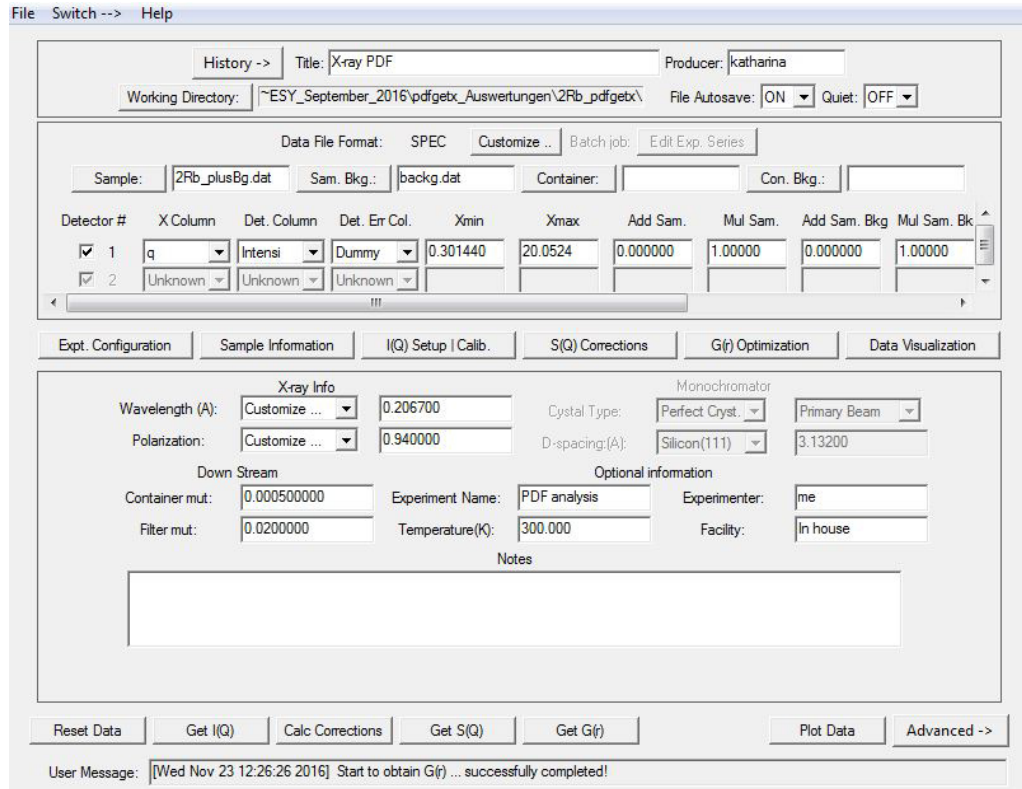 File Switch --> Help
History -> Title: X-ray PDF Producer: katharina
Working Directory: ~ESY_September_2016\pdfgetx_Auswertungen\2Rb_pdfgetx\ File Autosave: ON Quiet: OFF
Data File Format: SPEC Customize .. Batch job: Edit Exp. Series
Sample: 2Rb_plusBg.dat Sam. Bkg.: backg.dat Container: Con. Bkg.:
Detector # X Column Det. Column Det. Err Col. Xmin Xmax Add Sam. Mul Sam. Add Sam. Bkg Mul Sam. Bk
1 q Intensi Dummy 0.301440 20.0524 0.000000 1.00000 0.000000 1.00000
2 Unknown Unknown Unknown
Expt. Configuration Sample Information I(Q) Setup | Calib. S(Q) Corrections G(r) Optimization Data Visualization
X-ray Info Monochromator
Wavelength (A): Customize ... 0.206700 Cystal Type: Perfect Cryst. Primary Beam
Polarization: Customize ... 0.940000 D-spacing:(A): Silicon(111) 3.13200
Down Stream Optional information
Container mut: 0.000500000 Experiment Name: PDF analysis Experimenter: me
Filter mut: 0.0200000 Temperature(K): 300.000 Facility: In house
Notes
Reset Data Get I(Q) Calc Corrections Get S(Q) Get G(r) Plot Data Advanced ->
User Message: [Wed Nov 23 12:26:26 2016] Start to obtain G(r) ... successfully completed!